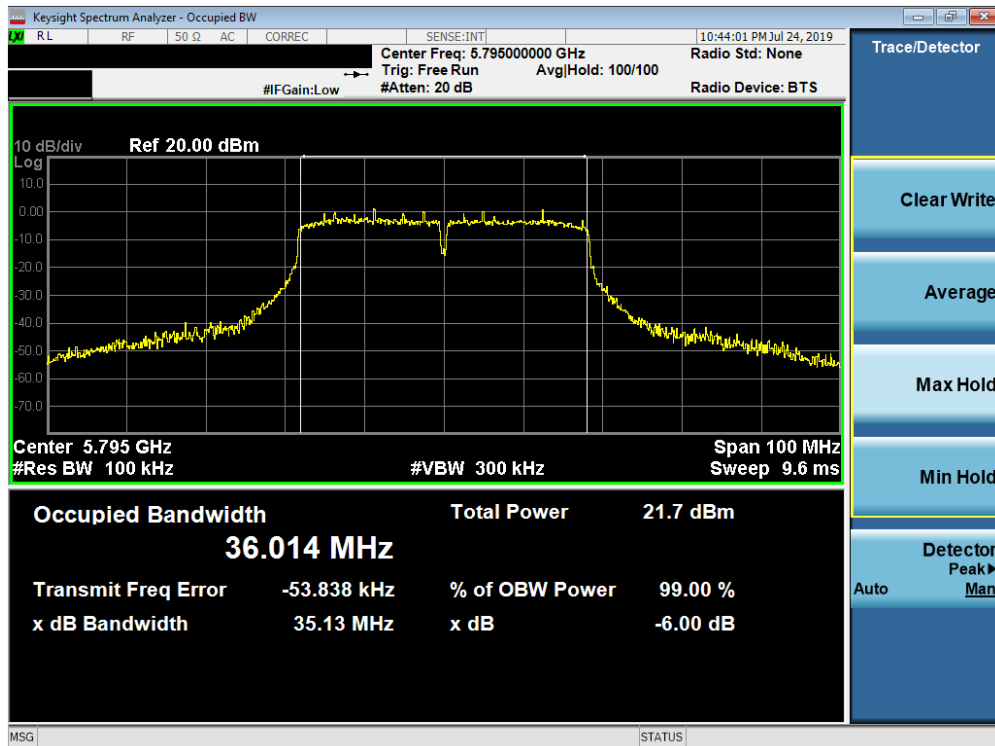 Keysight Spectrum Analyzer - Occupied BW
LXI RL RF 50 Ω AC CORREC SENSE:INT 10:44:01 PM Jul 24, 2019
Center Freq: 5.795000000 GHz Radio Std: None
Trig: Free Run Avg|Hold: 100/100
#IFGain:Low #Atten: 20 dB Radio Device: BTS
10 dB/div Ref 20.00 dBm
Log
10.0
0.00
-10.0
-20.0
-30.0
-40.0
-50.0
-60.0
-70.0
Center 5.795 GHz Span 100 MHz
#Res BW 100 kHz #VBW 300 kHz Sweep 9.6 ms
Occupied Bandwidth Total Power 21.7 dBm
36.014 MHz
Transmit Freq Error -53.838 kHz % of OBW Power 99.00 %
x dB Bandwidth 35.13 MHz x dB -6.00 dB
Trace/Detector
Clear Write
Average
Max Hold
Min Hold
Detector
Peak▶
Auto Man
MSG STATUS